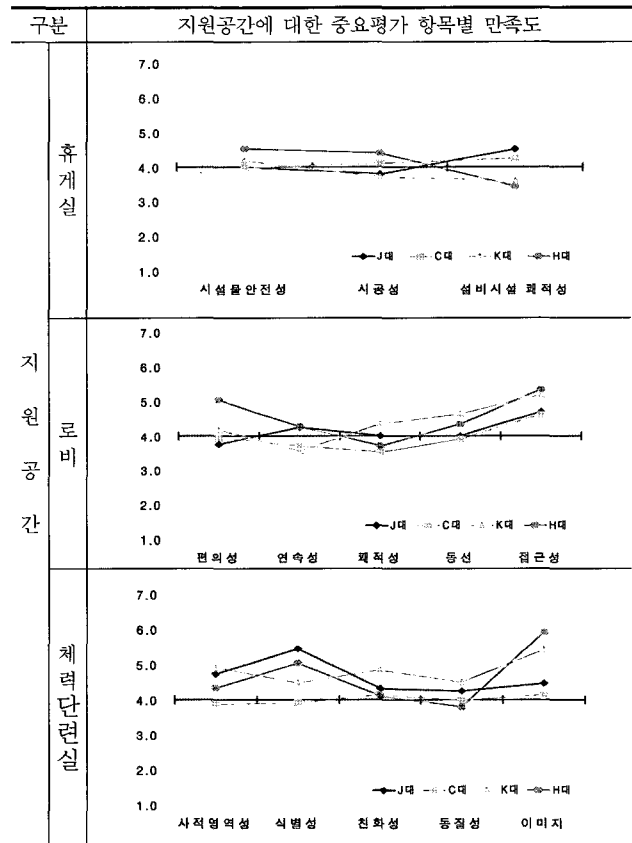 구분
지원공간에 대한 중요평가 항목별 만족도
지원공간
휴게실
7.0
6.0
5.0
4.0
3.0
2.0
1.0
J대 C대 K대 H대
시설물안전성 시공성 설비시설 쾌적성
로비
7.0
6.0
5.0
4.0
3.0
2.0
1.0
J대 C대 K대 H대
편의성 연속성 쾌적성 동선 접근성
체력단련실
7.0
6.0
5.0
4.0
3.0
2.0
1.0
J대 C대 K대 H대
사적영역성 식별성 친화성 동질성 이미지